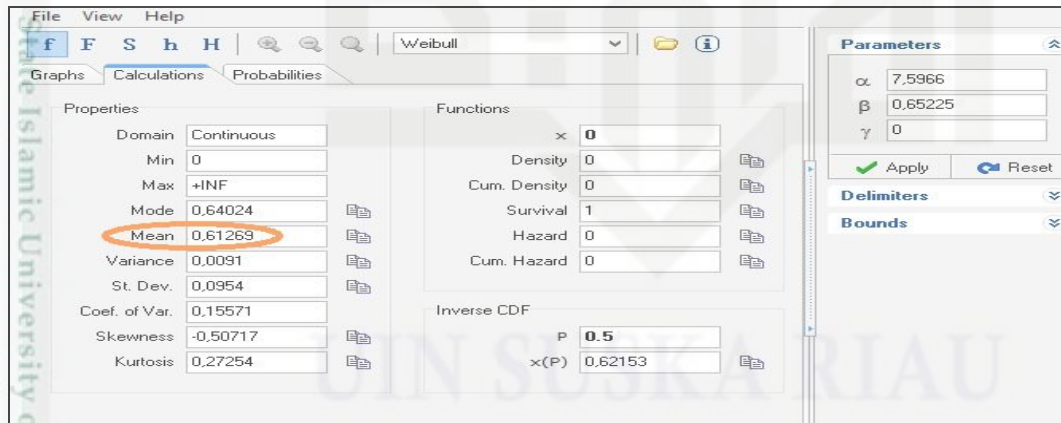 File View Help
f F S h H Weibull
Graphs Calculations Probabilities
Properties
Domain Continuous
Min 0
Max +INF
Mode 0,64024
Mean 0,61269
Variance 0,0091
St. Dev. 0,0954
Coef. of Var. 0,15571
Skewness -0,50717
Kurtosis 0,27254
Functions
x 0
Density 0
Cum. Density 0
Survival 1
Hazard 0
Cum. Hazard 0
Inverse CDF
P 0.5
x(P) 0,62153
Parameters
α 7,5966
β 0,65225
γ 0
Apply Reset
Delimiters
Bounds
State Islamic University o
UIN SUSKA RIAU